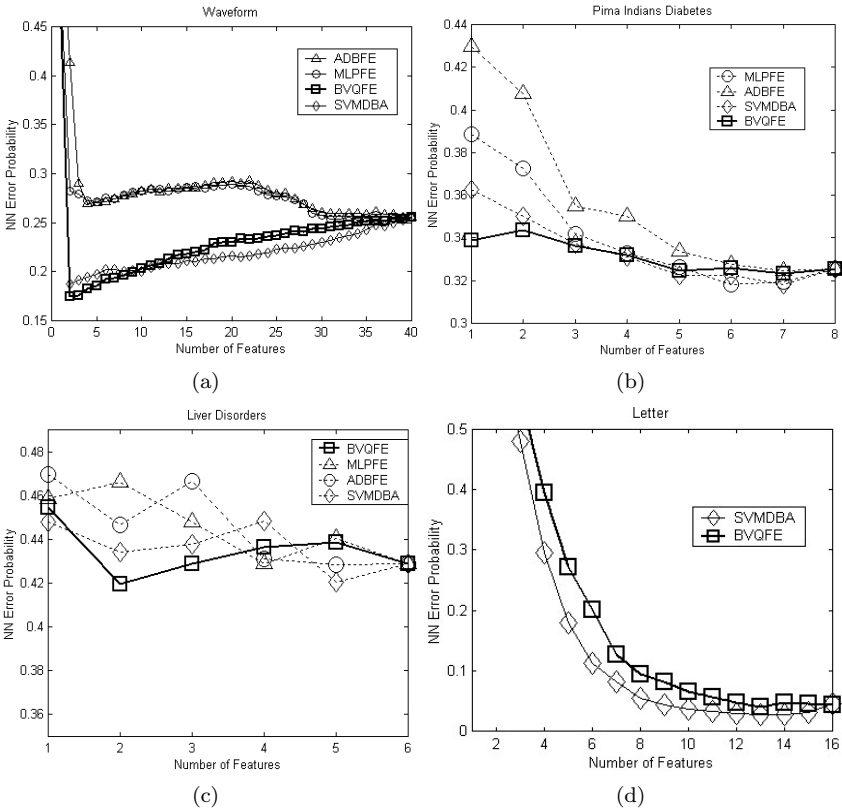 Waveform
0.45
0.4
0.35
0.3
0.25
0.2
0.15
NN Error Probability
ADBFE
MLPFE
BVQFE
SVMDBA
0 5 10 15 20 25 30 35 40
Number of Features
(a)
Pima Indians Diabetes
0.44
0.42
0.4
0.38
0.36
0.34
0.32
0.3
NN Error Probability
MLPFE
ADBFE
SVMDBA
BVQFE
1 2 3 4 5 6 7 8
Number of Features
(b)
Liver Disorders
0.48
0.46
0.44
0.42
0.4
0.38
0.36
NN Error Probability
BVQFE
MLPFE
ADBFE
SVMDBA
1 2 3 4 5 6
Number of Features
(c)
Letter
0.5
0.4
0.3
0.2
0.1
0
NN Error Probability
SVMDBA
BVQFE
2 4 6 8 10 12 14 16
Number of Features
(d)